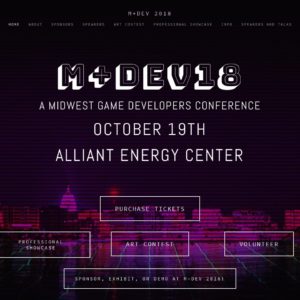 M+DEV 2018
HOME ABOUT SPONSORS SPEAKERS ART CONTEST PROFESSIONAL SHOWCASE EXPO SPEAKERS AND TALKS
M+DEV18
A MIDWEST GAME DEVELOPERS CONFERENCE
OCTOBER 19TH
ALLIANT ENERGY CENTER
PURCHASE TICKETS
PROFESSIONAL SHOWCASE
ART CONTEST
VOLUNTEER
SPONSOR, EXHIBIT, OR DEMO AT M+DEV 2018!